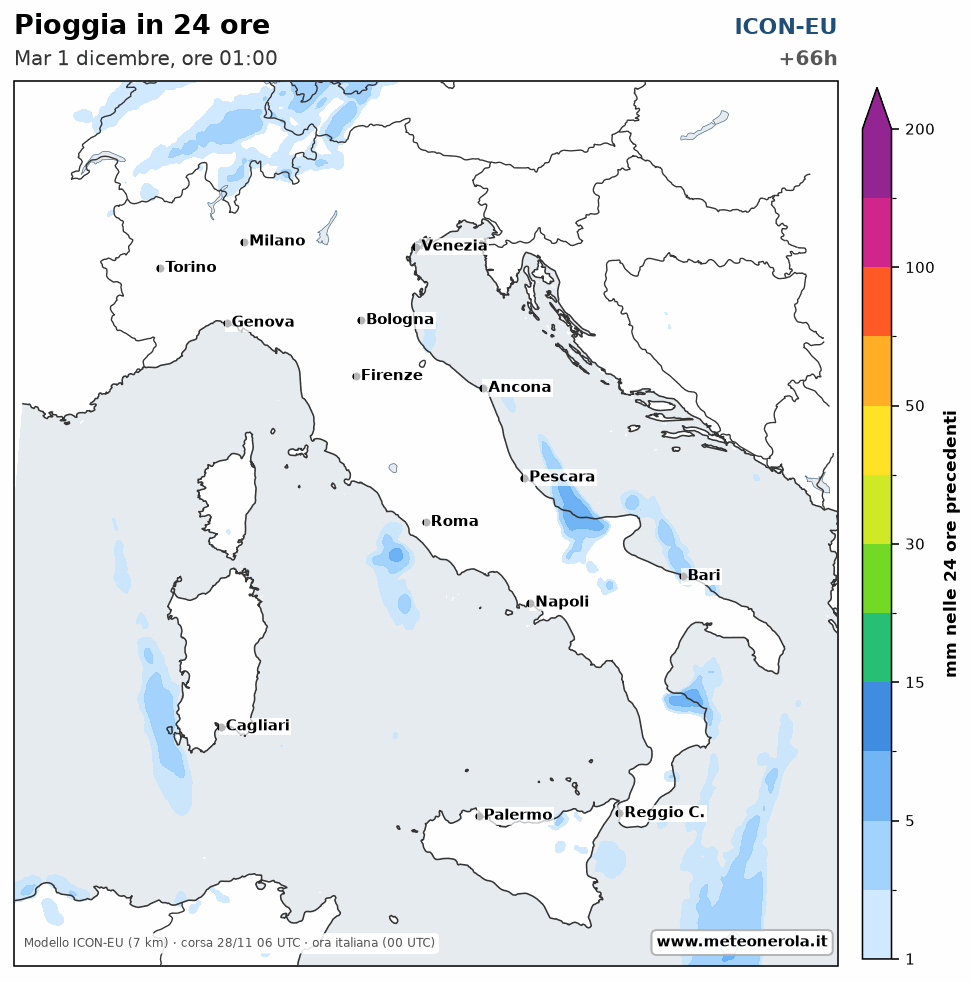 Pioggia in 24 ore
ICON-EU
Mar 1 dicembre, ore 01:00
+66h
Milano
Venezia
Torino
Genova
Bologna
Firenze
Ancona
Pescara
Roma
Bari
Napoli
Cagliari
Palermo
Reggio C.
200
100
50
30
15
5
1
mm nelle 24 ore precedenti
Modello ICON-EU (7 km) · corsa 28/11 06 UTC · ora italiana (00 UTC)
www.meteonerola.it